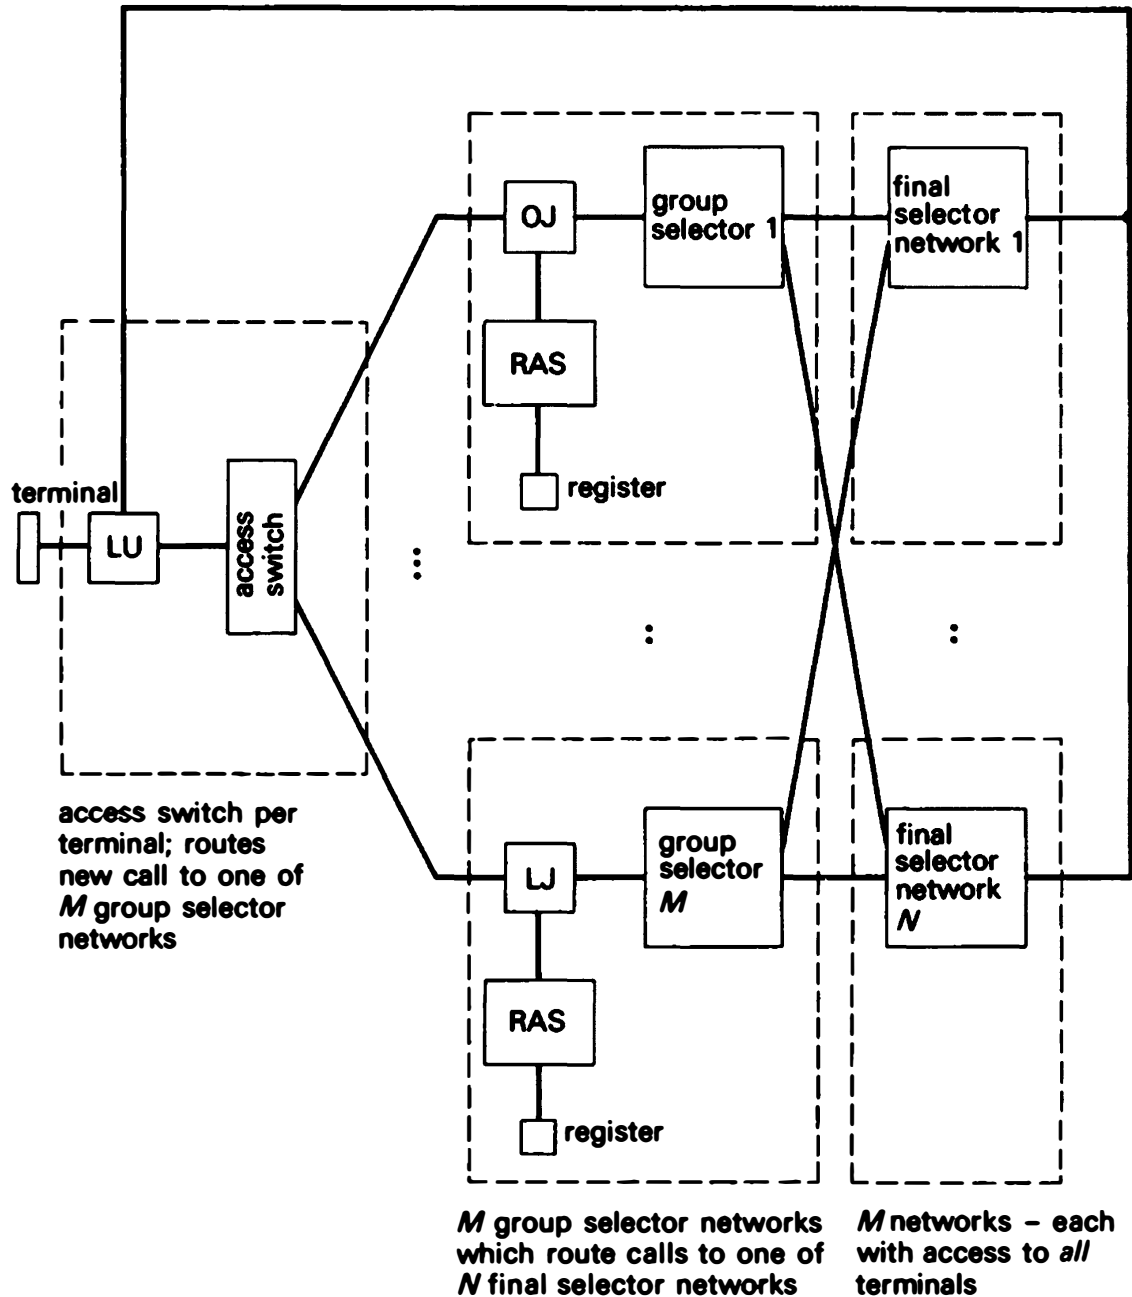 OJ
group
selector 1
final
selector
network 1
RAS
register
terminal
LU
access
switch
access switch per
terminal; routes
new call to one of
M group selector
networks
LJ
group
selector
M
final
selector
network
N
RAS
register
M group selector networks
which route calls to one of
N final selector networks
M networks – each
with access to all
terminals